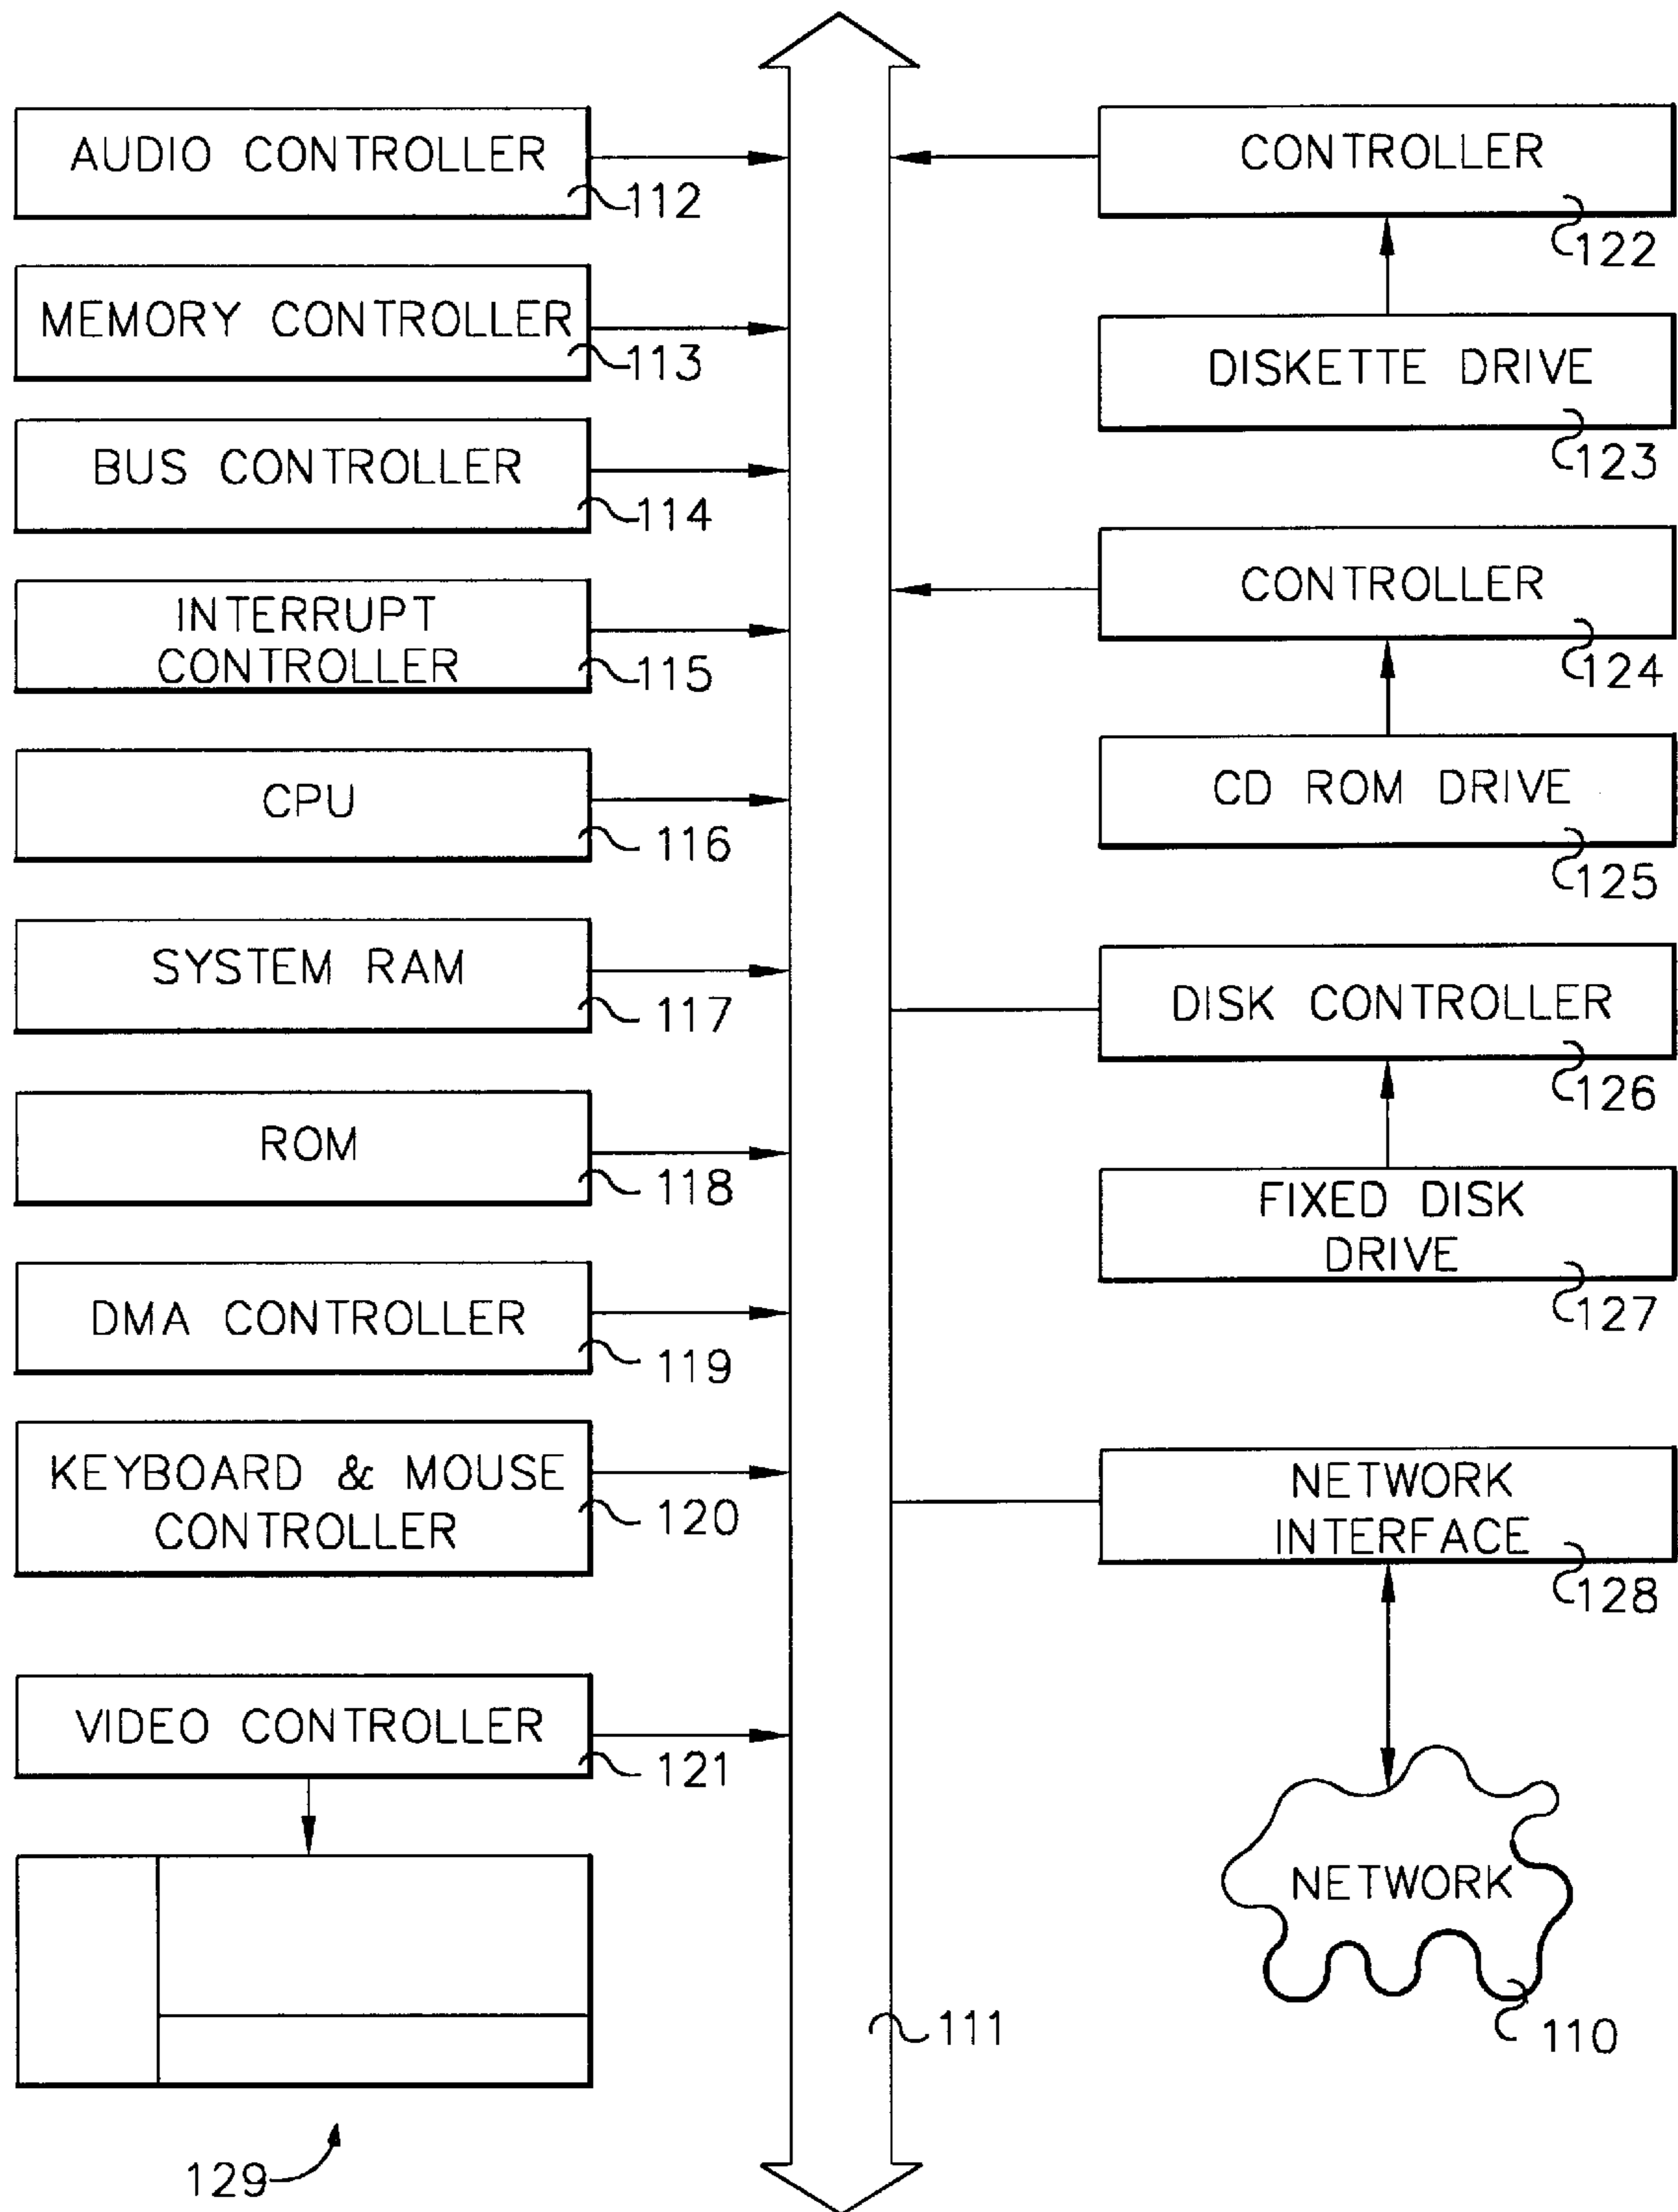 AUDIO CONTROLLER
112
MEMORY CONTROLLER
113
BUS CONTROLLER
114
INTERRUPT
CONTROLLER
115
CPU
116
SYSTEM RAM
117
ROM
118
DMA CONTROLLER
119
KEYBOARD & MOUSE
CONTROLLER
120
VIDEO CONTROLLER
121
129
111
CONTROLLER
122
DISKETTE DRIVE
123
CONTROLLER
124
CD ROM DRIVE
125
DISK CONTROLLER
126
FIXED DISK
DRIVE
127
NETWORK
INTERFACE
128
NETWORK
110